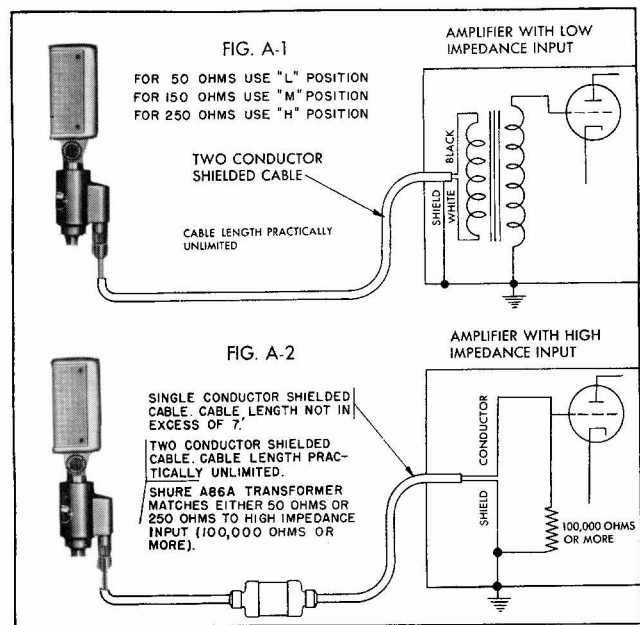 FIG. A-1
FOR 50 OHMS USE "L" POSITION
FOR 150 OHMS USE "M" POSITION
FOR 250 OHMS USE "H" POSITION
AMPLIFIER WITH LOW
IMPEDANCE INPUT
TWO CONDUCTOR
SHIELDED CABLE
CABLE LENGTH PRACTICALLY
UNLIMITED
BLACK
SHIELD
WHITE
FIG. A-2
AMPLIFIER WITH HIGH
IMPEDANCE INPUT
SINGLE CONDUCTOR SHIELDED
CABLE. CABLE LENGTH NOT IN
EXCESS OF 7.'
TWO CONDUCTOR SHIELDED
CABLE. CABLE LENGTH PRAC-
TICALLY UNLIMITED.
SHURE A86A TRANSFORMER
MATCHES EITHER 50 OHMS OR
250 OHMS TO HIGH IMPEDANCE
INPUT (100,000 OHMS OR
MORE).
CONDUCTOR
SHIELD
100,000 OHMS
OR MORE